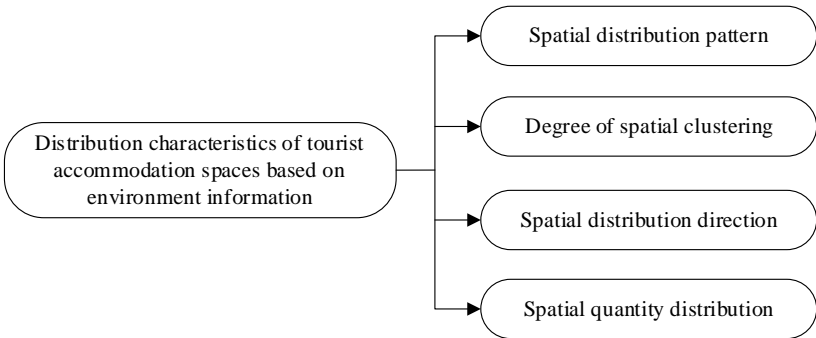 Distribution characteristics of tourist
accommodation spaces based on
environment information
Spatial distribution pattern
Degree of spatial clustering
Spatial distribution direction
Spatial quantity distribution